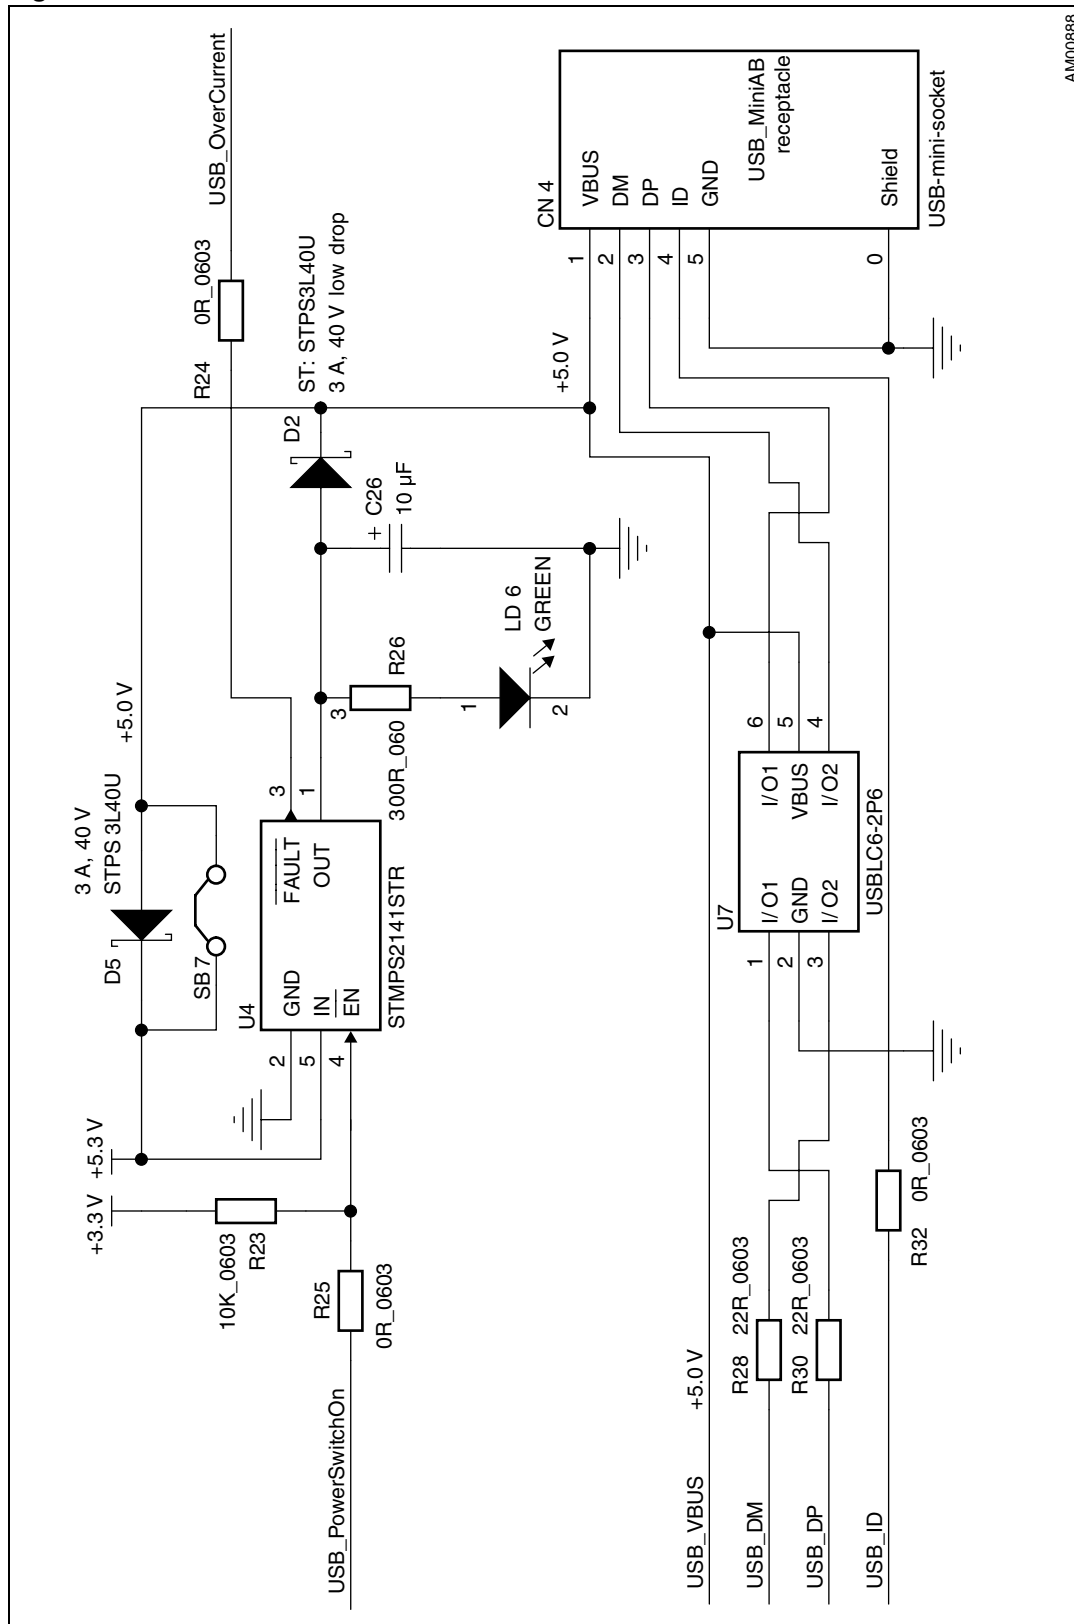 AM00888
USB_OverCurrent
0R_0603
R24
ST: STPS3L40U
3 A, 40 V low drop
D2
+5.0 V
3 A, 40 V
STPS 3L40U
D5
SB 7
+5.0 V
C26
+
10 µF
LD 6
GREEN
1
2
R26
3
300R_060
U4
GND
IN
EN
FAULT
OUT
STMPS2141STR
2
5
4
3
1
+5.3 V
+3.3 V
10K_0603
R23
R25
0R_0603
USB_PowerSwitchOn
CN 4
VBUS
DM
DP
ID
GND
Shield
USB_MiniAB
receptacle
USB-mini-socket
1
2
3
4
5
0
U7
I/O1
GND
I/O2
I/O1
VBUS
I/O2
USBLC6-2P6
1
2
3
6
5
4
+5.0 V
USB_VBUS
USB_DM
USB_DP
USB_ID
R28
22R_0603
R30
22R_0603
R32
0R_0603